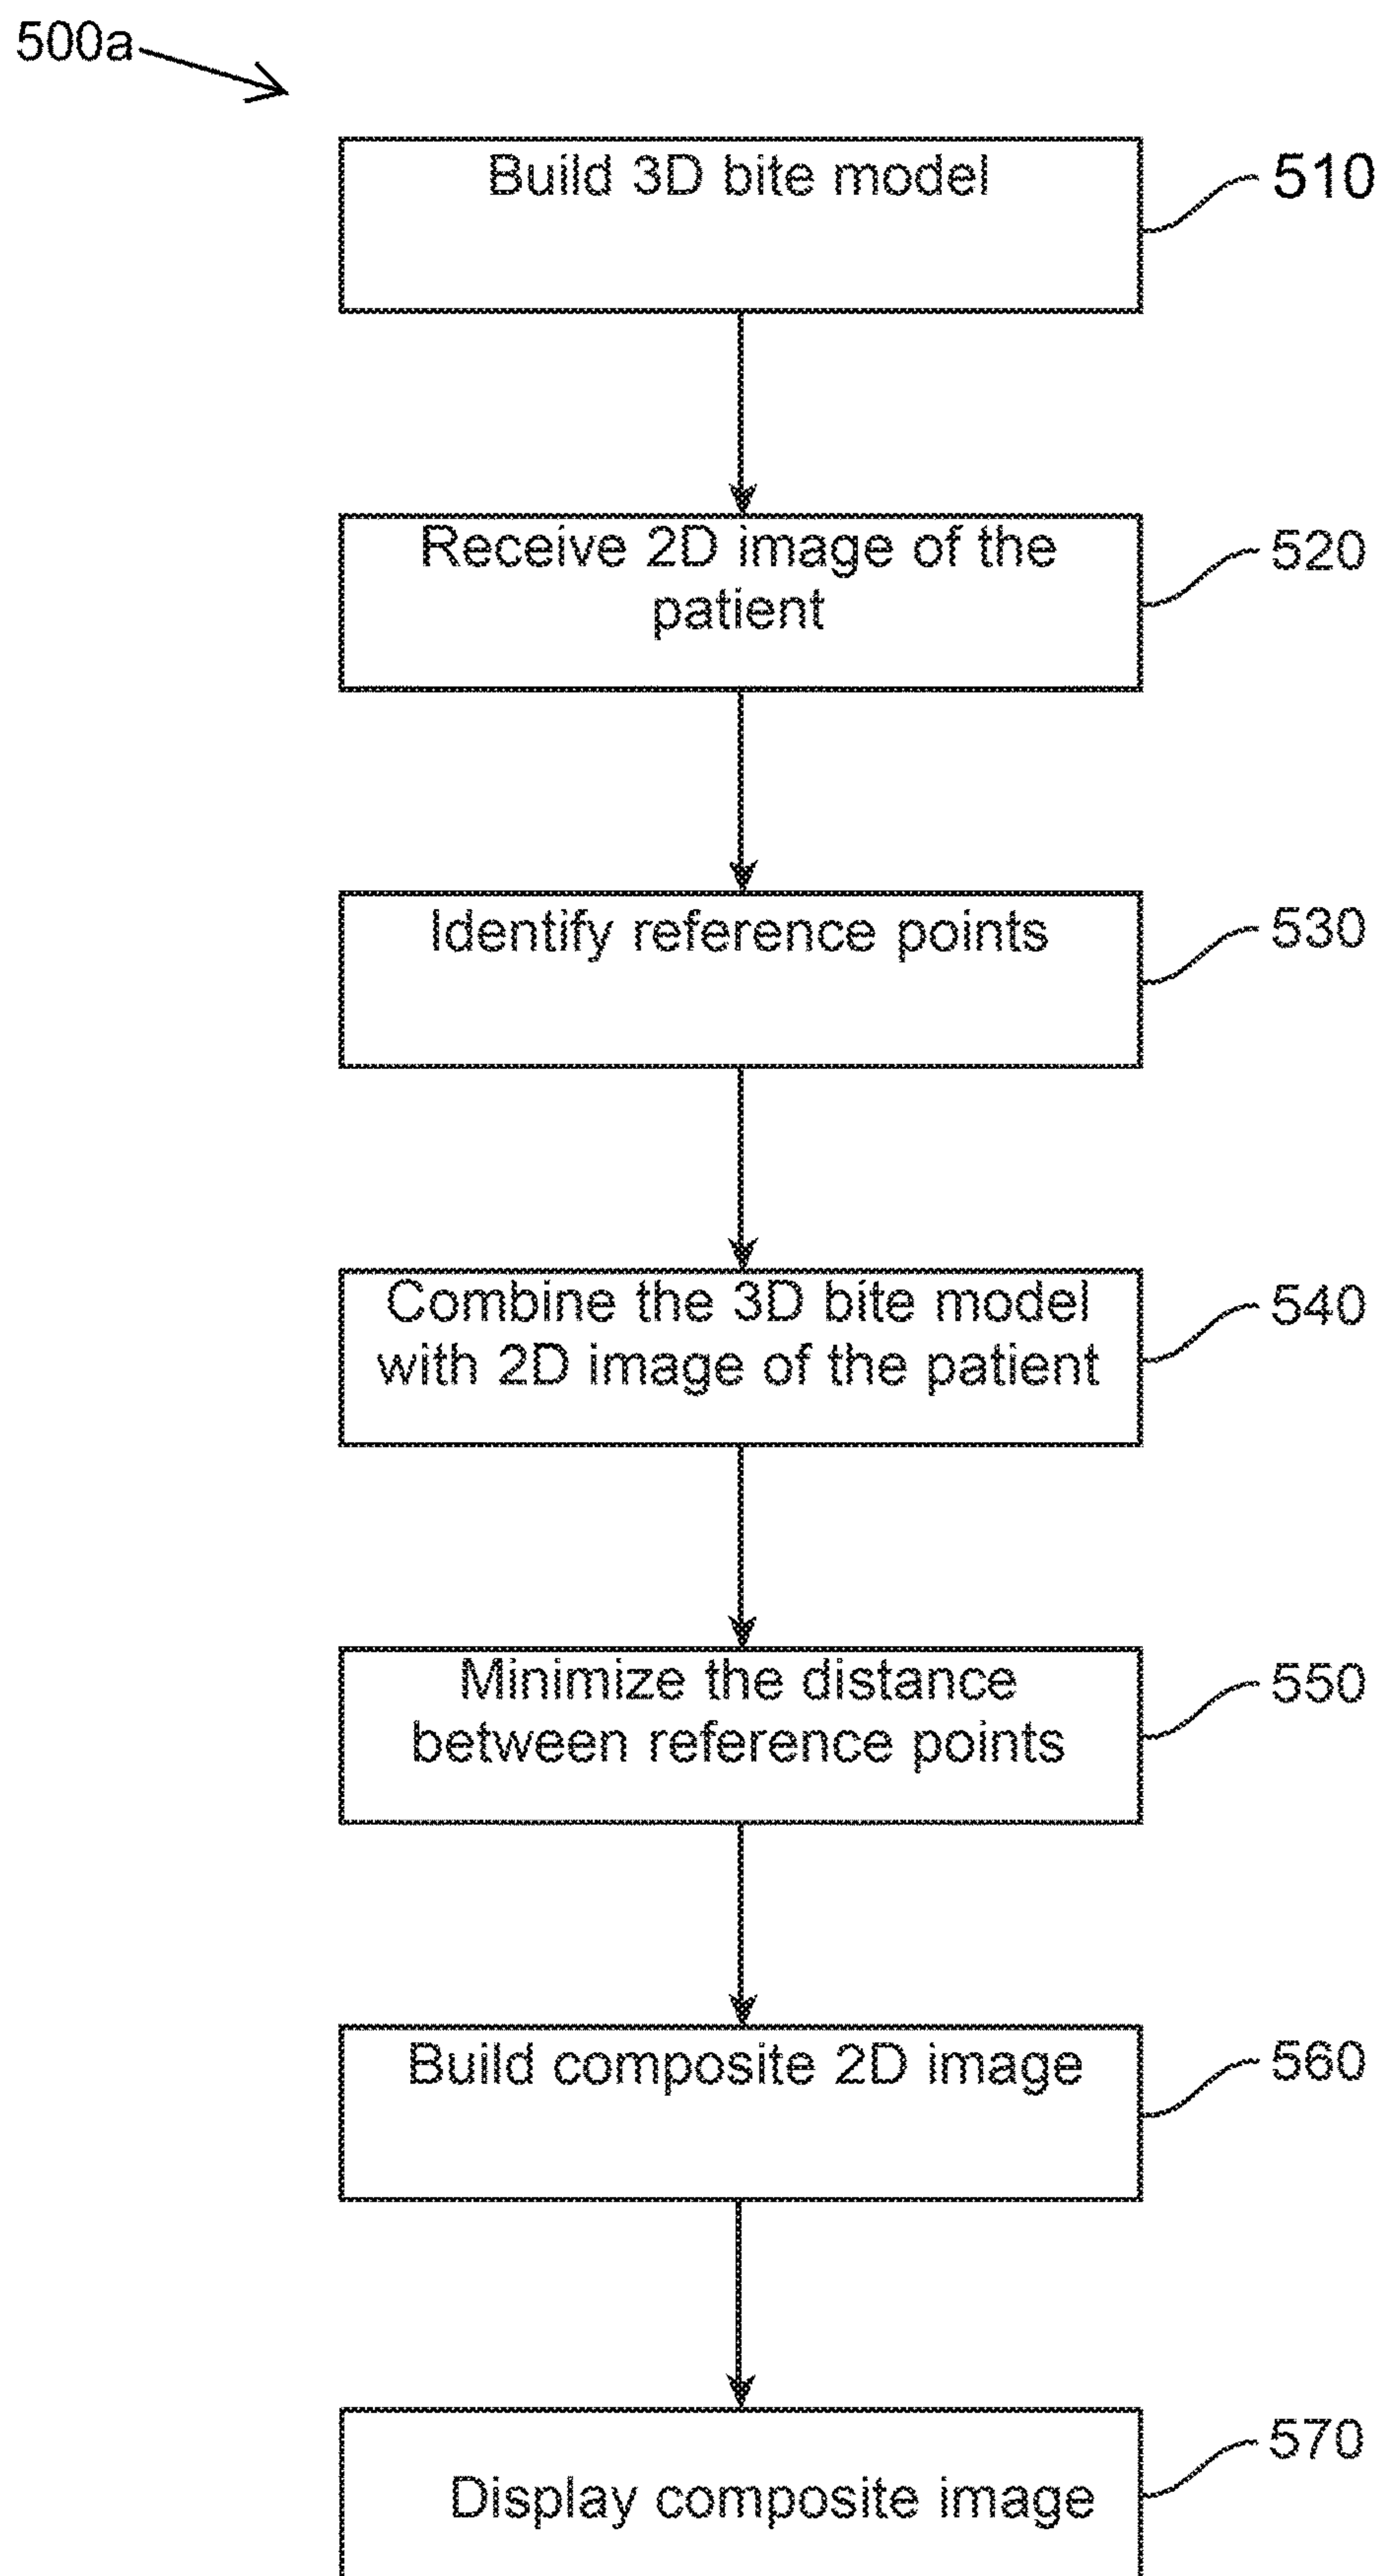 500a
Build 3D bite model
510
Receive 2D image of the
patient
520
Identify reference points
530
Combine the 3D bite model
with 2D image of the patient
540
Minimize the distance
between reference points
550
Build composite 2D image
560
Display composite image
570